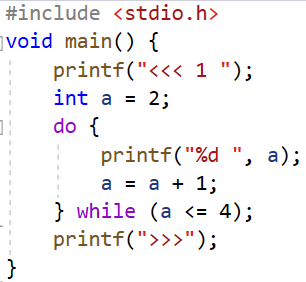 #include <stdio.h>
void main() {
    printf("<<< 1 ");
    int a = 2;
    do {
        printf("%d ", a);
        a = a + 1;
    } while (a <= 4);
    printf(">>>");
}